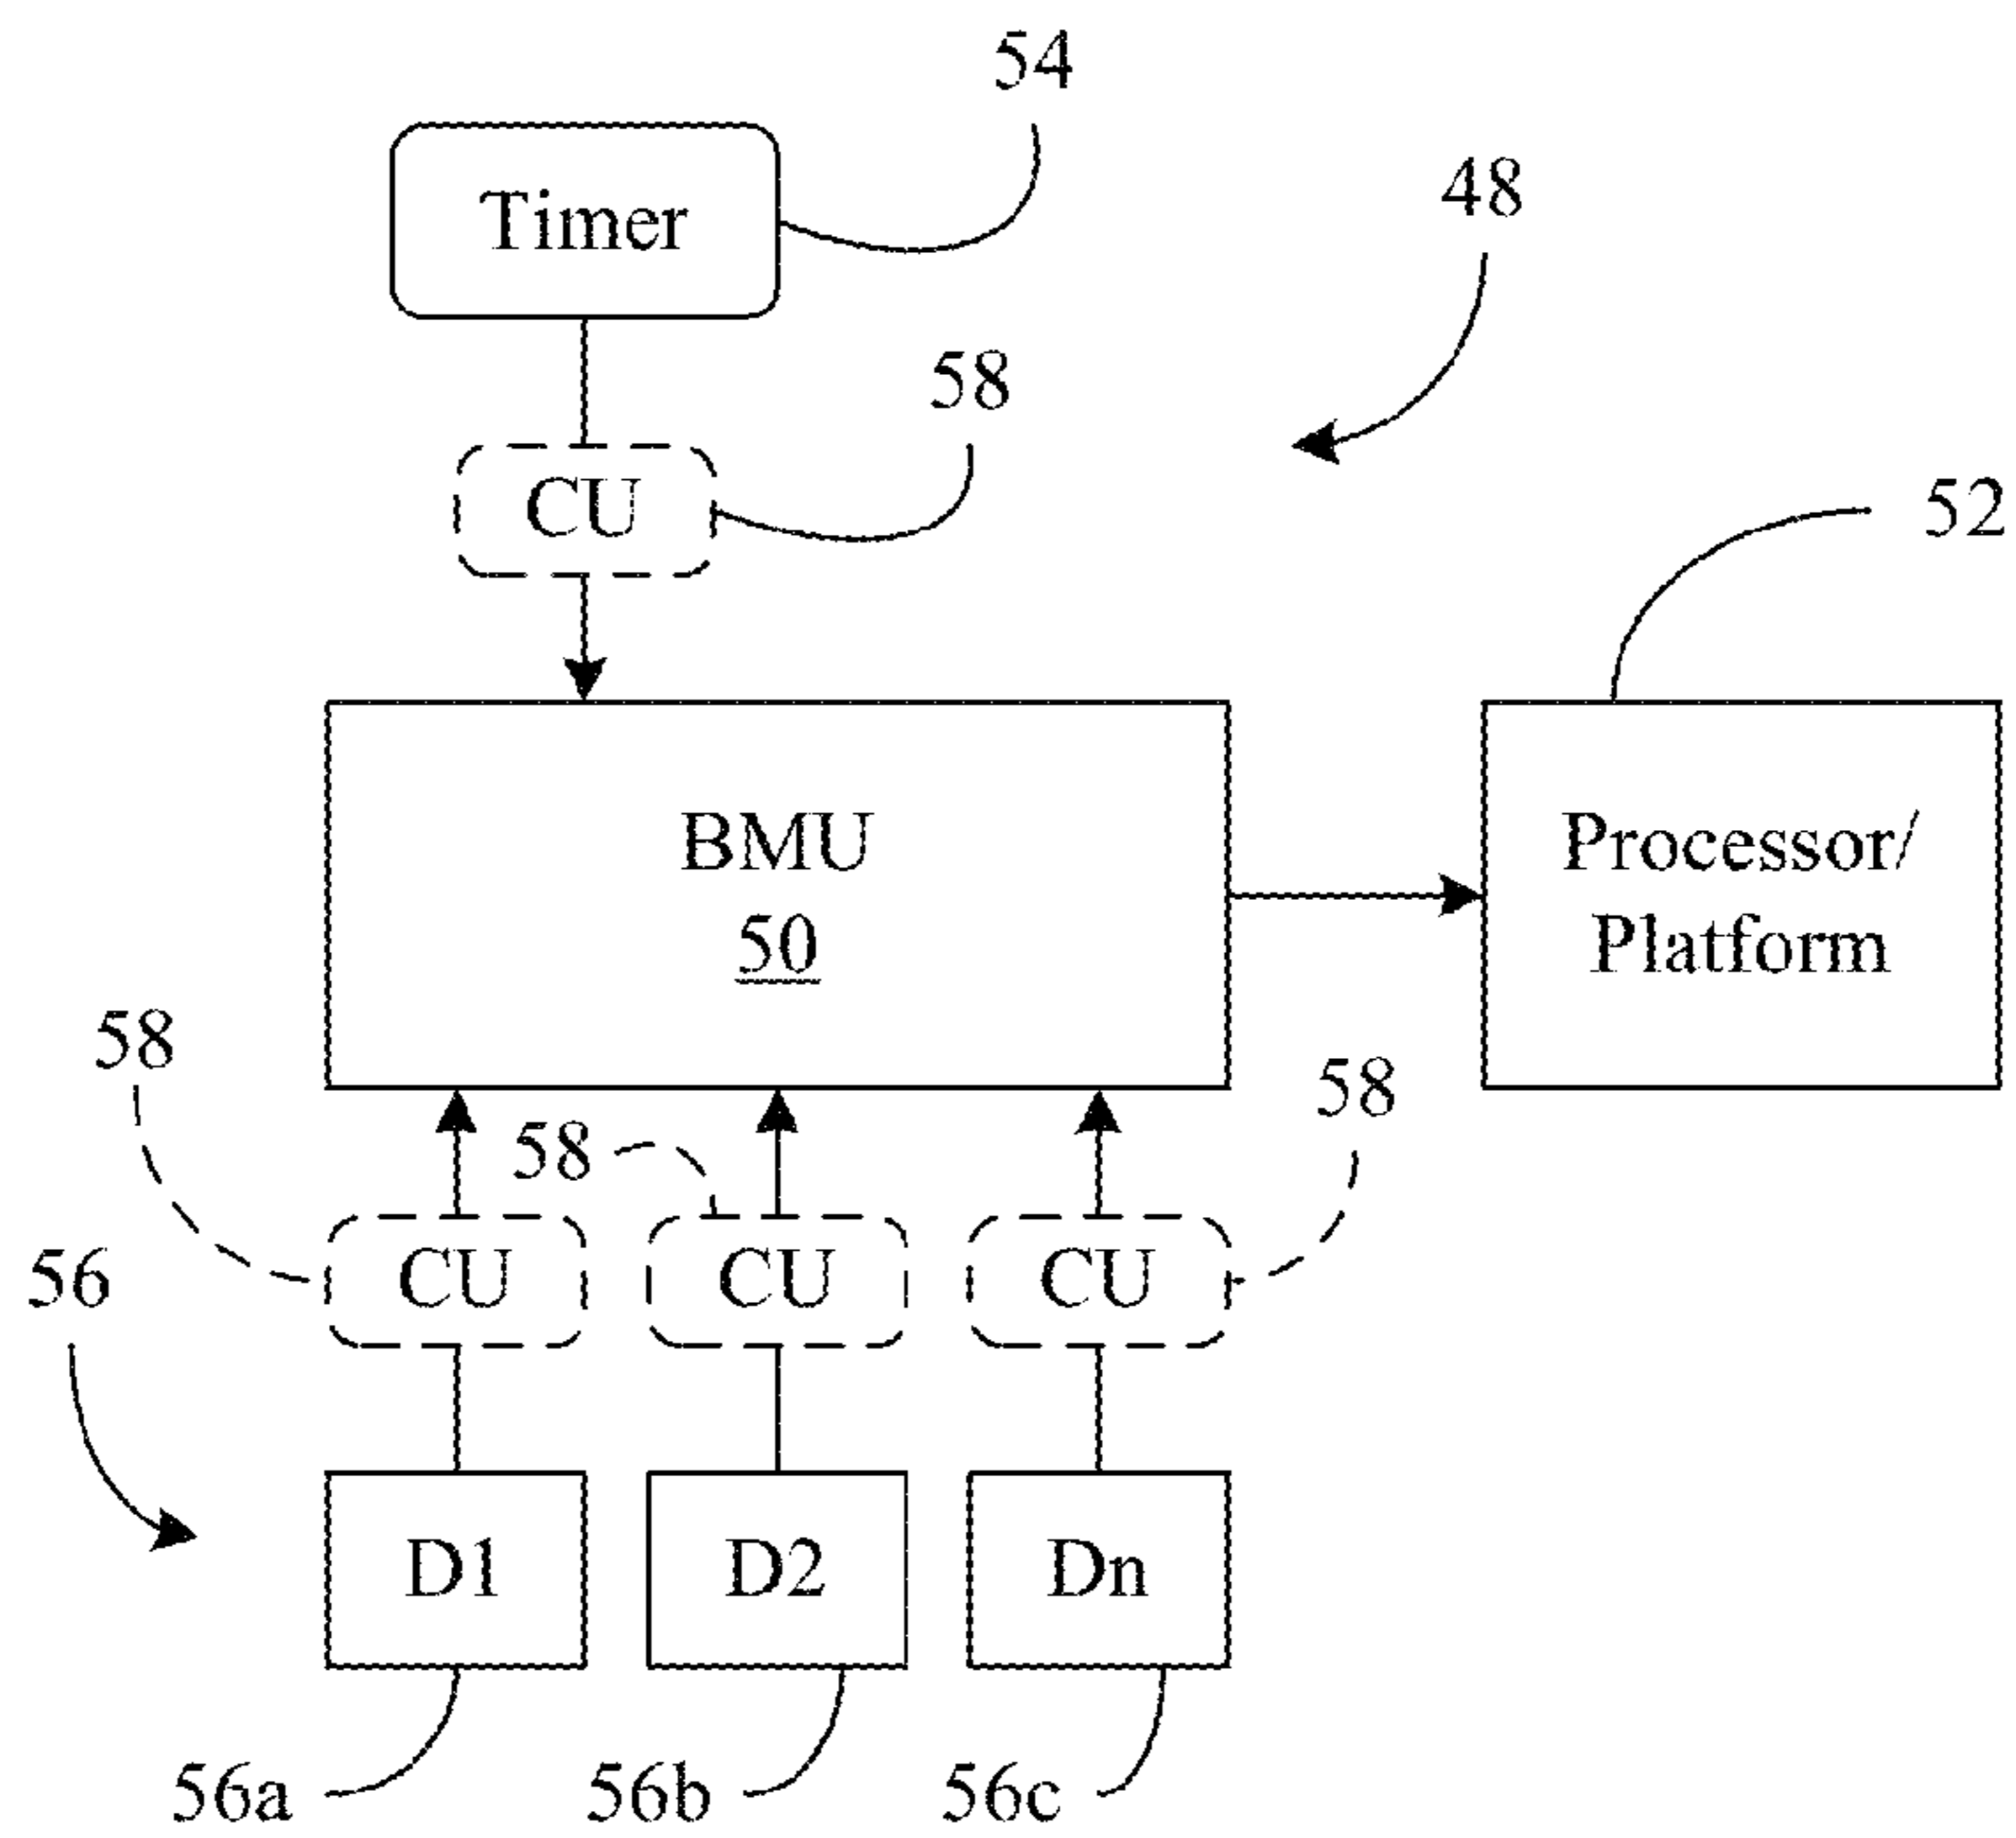 54
Timer
48
58
CU
52
BMU
50
Processor/
Platform
58
58
58
56
CU
CU
CU
D1
D2
Dn
56a
56b
56c